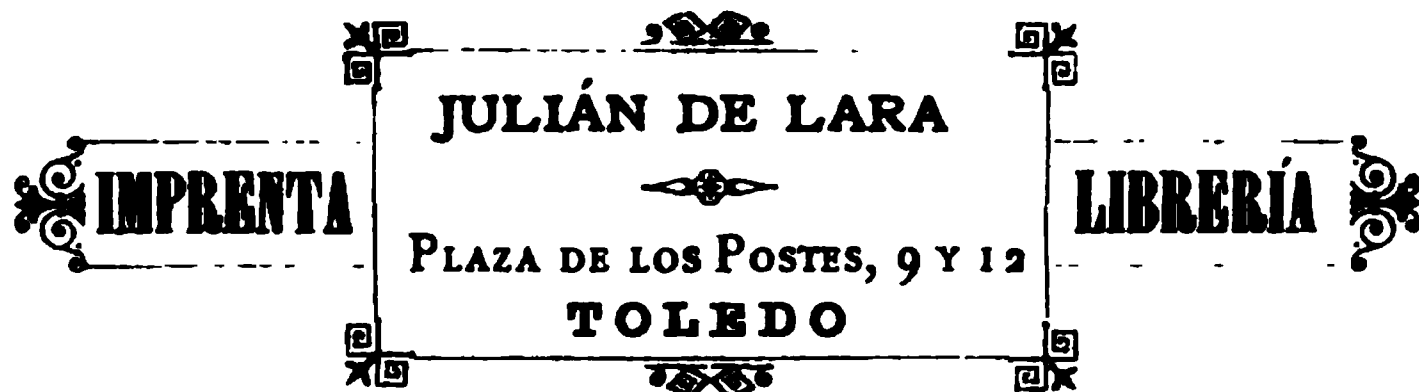 JULIÁN DE LARA
IMPRENTA
LIBRERÍA
PLAZA DE LOS POSTES, 9 Y 12
TOLEDO